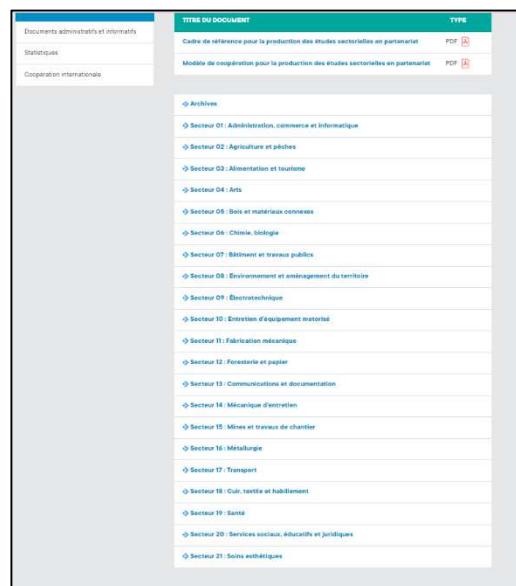 Documents administratifs et informatifs
Statistiques
Coopération internationale
TITRE DU DOCUMENT TYPE
Cadre de référence pour la production des études sectorielles en partenariat PDF
Modèle de coopération pour la production des études sectorielles en partenariat PDF
Archives
Secteur 01 : Administration, commerce et informatique
Secteur 02 : Agriculture et pêches
Secteur 03 : Alimentation et tourisme
Secteur 04 : Arts
Secteur 05 : Bois et matériaux connexes
Secteur 06 : Chimie, biologie
Secteur 07 : Bâtiment et travaux publics
Secteur 08 : Environnement et aménagement du territoire
Secteur 09 : Électrotechnique
Secteur 10 : Entretien d'équipement motorisé
Secteur 11 : Fabrication mécanique
Secteur 12 : Foresterie et papier
Secteur 13 : Communications et documentation
Secteur 14 : Mécanique d'entretien
Secteur 15 : Mines et travaux de chantier
Secteur 16 : Métallurgie
Secteur 17 : Transport
Secteur 18 : Cuir, textile et habillement
Secteur 19 : Santé
Secteur 20 : Services sociaux, éducatifs et juridiques
Secteur 21 : Soins esthétiques